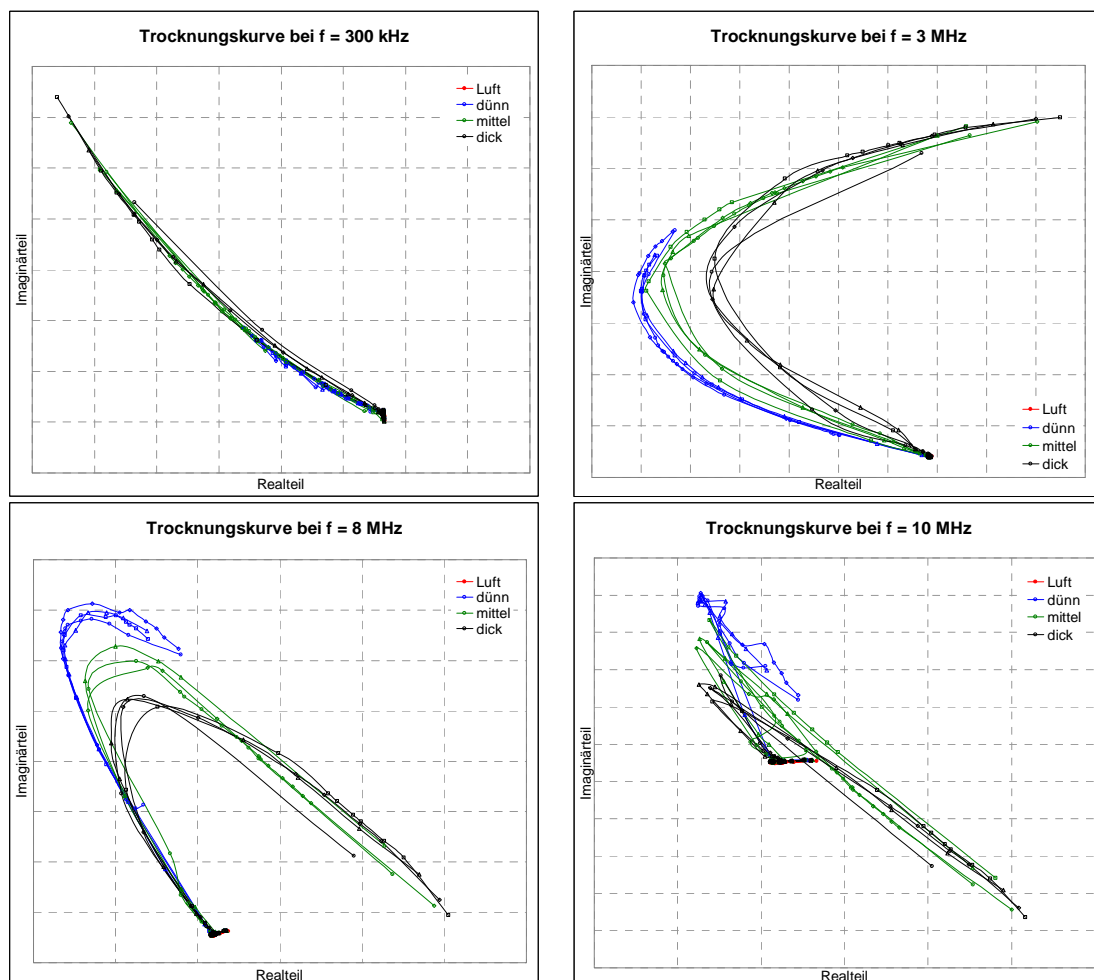 Trocknungskurve bei f = 300 kHz
Luft
dünn
mittel
dick
Imaginärteil
Realteil
Trocknungskurve bei f = 3 MHz
Imaginärteil
Luft
dünn
mittel
dick
Realteil
Trocknungskurve bei f = 8 MHz
Luft
dünn
mittel
dick
Imaginärteil
Realteil
Trocknungskurve bei f = 10 MHz
Luft
dünn
mittel
dick
Imaginärteil
Realteil